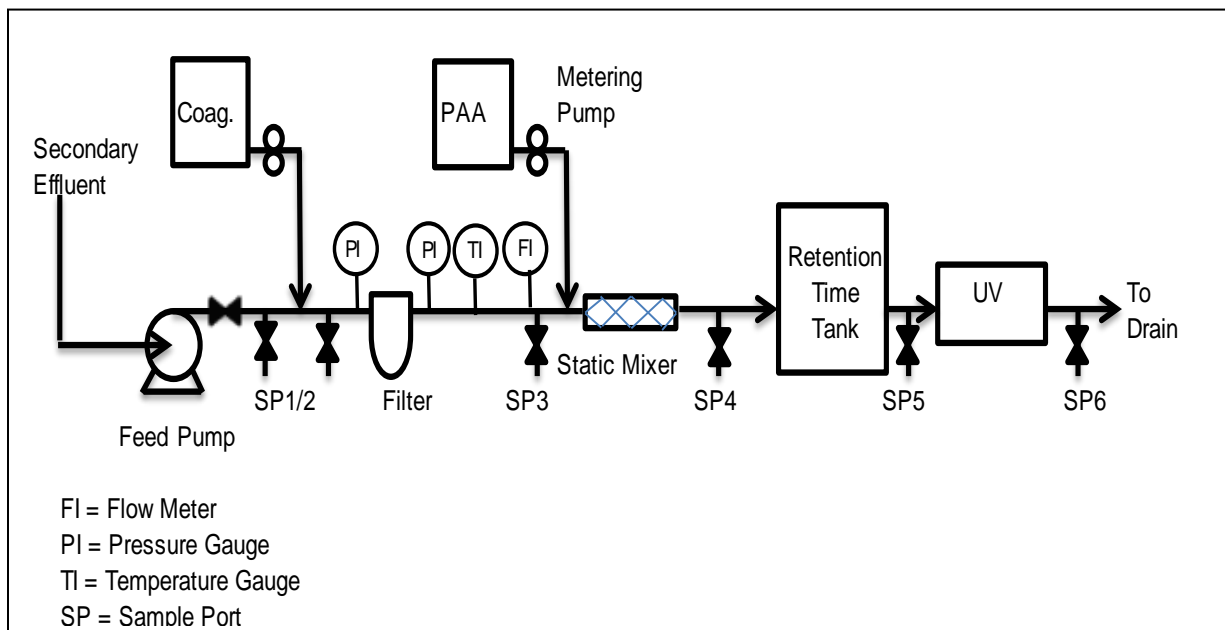 Secondary
Effluent
Coag.
PAA
Metering
Pump
PI
PI
TI
FI
Retention
Time
Tank
UV
To
Drain
Static Mixer
SP1/2
Filter
SP3
SP4
SP5
SP6
Feed Pump
FI = Flow Meter
PI = Pressure Gauge
TI = Temperature Gauge
SP = Sample Port